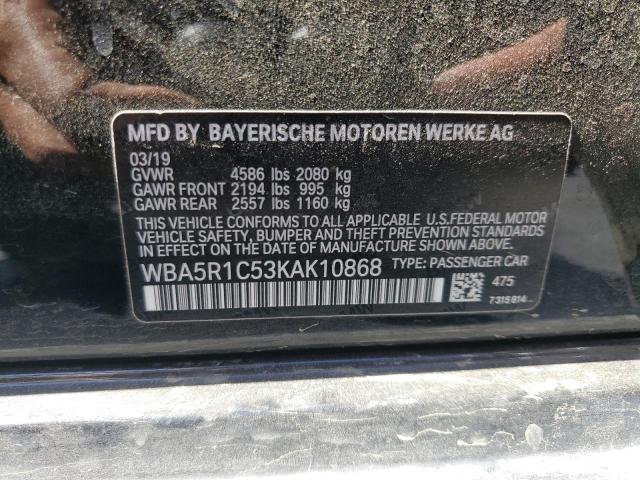 MFD BY BAYERISCHE MOTOREN WERKE AG
03/19
GVWR 4586 lbs 2080 kg
GAWR FRONT 2194 lbs 995 kg
GAWR REAR 2557 lbs 1160 kg
THIS VEHICLE CONFORMS TO ALL APPLICABLE U.S.FEDERAL MOTOR
VEHICLE SAFETY, BUMPER AND THEFT PREVENTION STANDARDS
IN EFFECT ON THE DATE OF MANUFACTURE SHOWN ABOVE.
WBA5R1C53KAK10868 TYPE: PASSENGER CAR
475
7315814